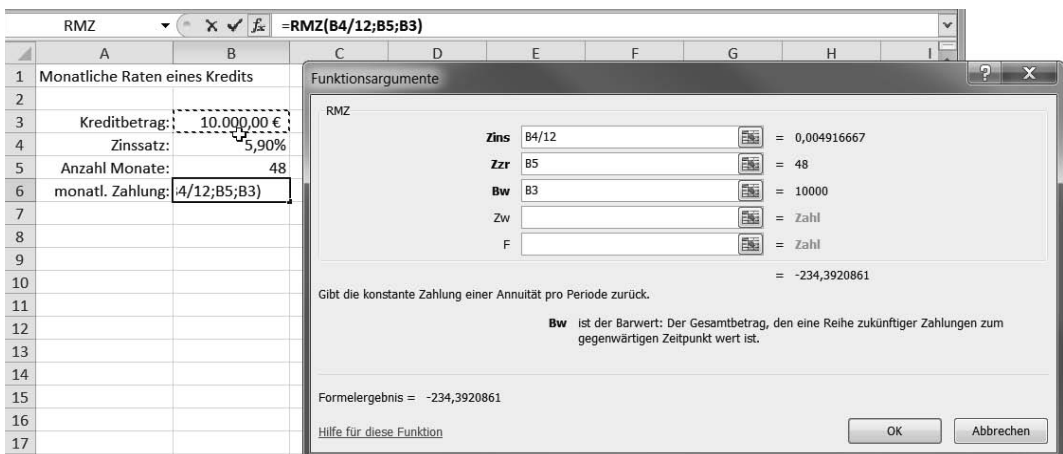 RMZ =RMZ(B4/12;B5;B3)
A B C D E F G H I
1 Monatliche Raten eines Kredits
2
3 Kreditbetrag: 10.000,00 €
4 Zinssatz: 5,90%
5 Anzahl Monate: 48
6 monatl. Zahlung: 4/12;B5;B3)
7
8
9
10
11
12
13
14
15
16
17
Funktionsargumente
RMZ
Zins B4/12 = 0,004916667
Zzr B5 = 48
Bw B3 = 10000
Zw = Zahl
F = Zahl
= -234,3920861
Gibt die konstante Zahlung einer Annuität pro Periode zurück.
Bw ist der Barwert: Der Gesamtbetrag, den eine Reihe zukünftiger Zahlungen zum
gegenwärtigen Zeitpunkt wert ist.
Formelergebnis = -234,3920861
Hilfe für diese Funktion OK Abbrechen